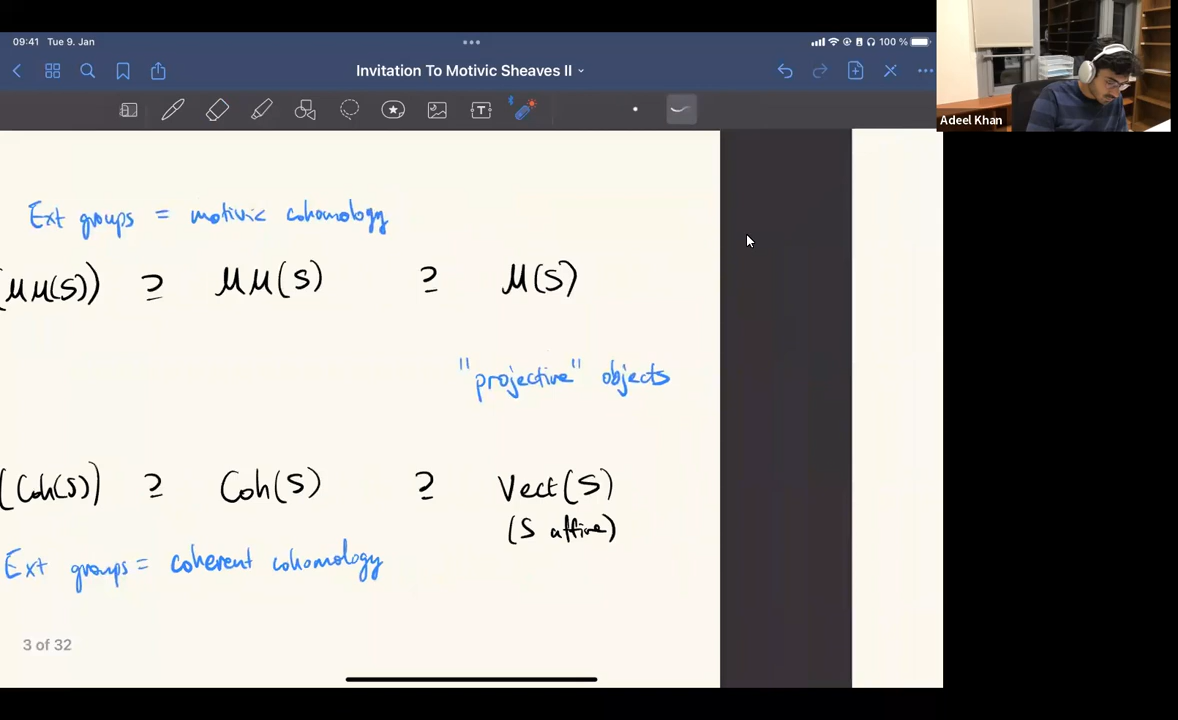 09:41 Tue 9. Jan
100 %
Invitation To Motivic Sheaves II
Adeel Khan
Ext groups = motivic cohomology
(MM(S)) ⊇ MM(S) ⊇ M(S)
"projective" objects
(Coh(S)) ⊇ Coh(S) ⊇ Vect(S)
(S affine)
Ext groups = coherent cohomology
3 of 32